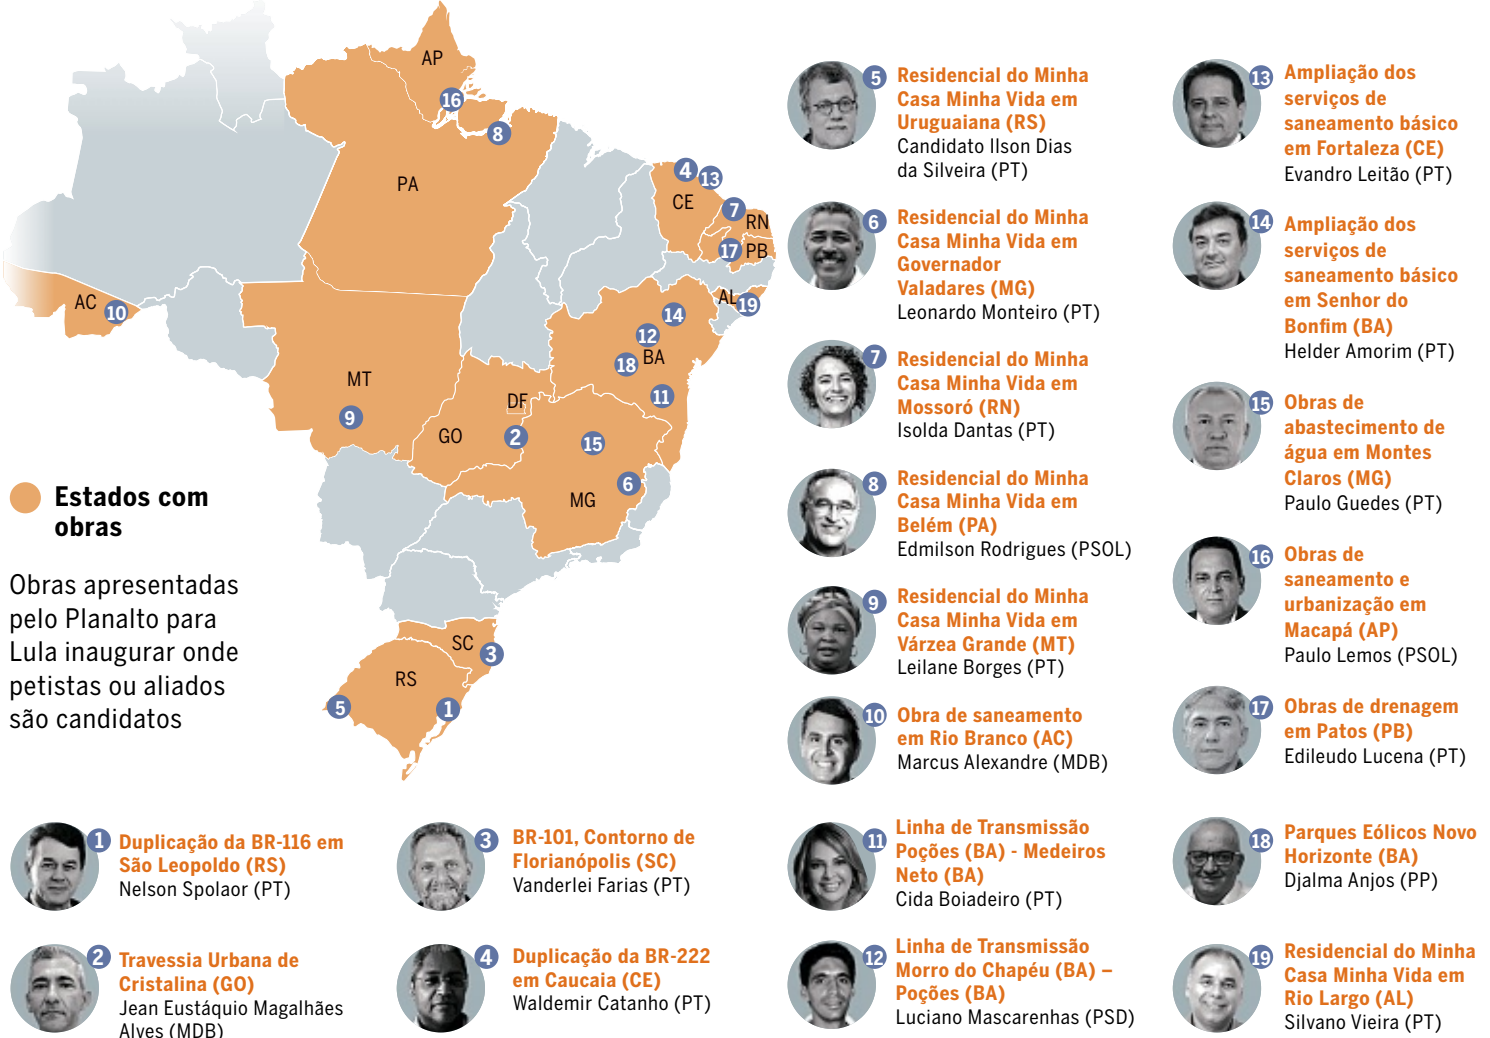 AP
16
8
PA
4
13
CE
7
RN
17
PB
AC
10
AL
19
14
12
BA
18
11
MT
9
DF
GO
2
15
6
MG
SC
3
RS
5
1
Estados com
obras
Obras apresentadas
pelo Planalto para
Lula inaugurar onde
petistas ou aliados
são candidatos
1
Duplicação da BR-116 em
São Leopoldo (RS)
Nelson Spolaor (PT)
2
Travessia Urbana de
Cristalina (GO)
Jean Eustáquio Magalhães
Alves (MDB)
3
BR-101, Contorno de
Florianópolis (SC)
Vanderlei Farias (PT)
4
Duplicação da BR-222
em Caucaia (CE)
Waldemir Catanho (PT)
5
Residencial do Minha
Casa Minha Vida em
Uruguaiana (RS)
Candidato Ilson Dias
da Silveira (PT)
6
Residencial do Minha
Casa Minha Vida em
Governador
Valadares (MG)
Leonardo Monteiro (PT)
7
Residencial do Minha
Casa Minha Vida em
Mossoró (RN)
Isolda Dantas (PT)
8
Residencial do Minha
Casa Minha Vida em
Belém (PA)
Edmilson Rodrigues (PSOL)
9
Residencial do Minha
Casa Minha Vida em
Várzea Grande (MT)
Leilane Borges (PT)
10
Obra de saneamento
em Rio Branco (AC)
Marcus Alexandre (MDB)
11
Linha de Transmissão
Poções (BA) - Medeiros
Neto (BA)
Cida Boiadeiro (PT)
12
Linha de Transmissão
Morro do Chapéu (BA) –
Poções (BA)
Luciano Mascarenhas (PSD)
13
Ampliação dos
serviços de
saneamento básico
em Fortaleza (CE)
Evandro Leitão (PT)
14
Ampliação dos
serviços de
saneamento básico
em Senhor do
Bonfim (BA)
Helder Amorim (PT)
15
Obras de
abastecimento de
água em Montes
Claros (MG)
Paulo Guedes (PT)
16
Obras de
saneamento e
urbanização em
Macapá (AP)
Paulo Lemos (PSOL)
17
Obras de drenagem
em Patos (PB)
Edileudo Lucena (PT)
18
Parques Eólicos Novo
Horizonte (BA)
Djalma Anjos (PP)
19
Residencial do Minha
Casa Minha Vida em
Rio Largo (AL)
Silvano Vieira (PT)